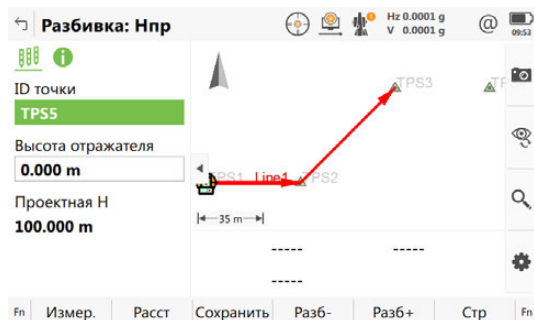 Разбивка: Hпр
Hz 0.0001 g
V 0.0001 g
@
09:53
ID точки
TPS5
Высота отражателя
0.000 m
Проектная H
100.000 m
TPS3
TPS1 Line1 TPS2
35 m
-----
-----
-----
Fn Измер. Расст Сохранить Разб- Разб+ Стр Fn